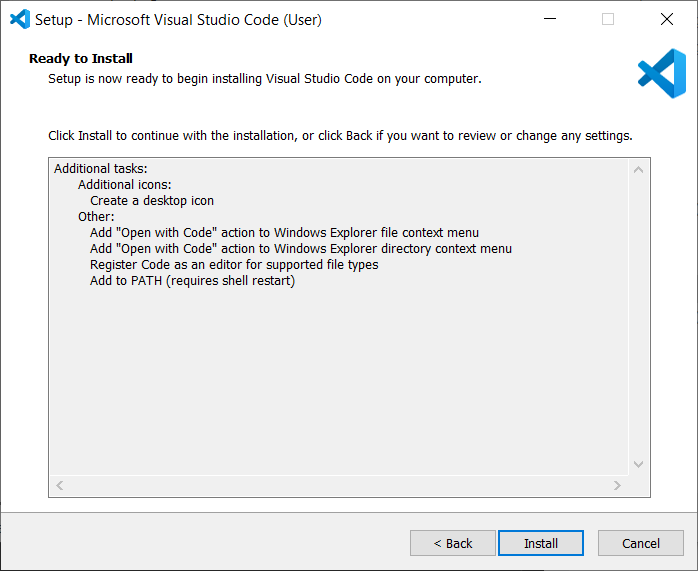 Setup - Microsoft Visual Studio Code (User)
Ready to Install
Setup is now ready to begin installing Visual Studio Code on your computer.
Click Install to continue with the installation, or click Back if you want to review or change any settings.
Additional tasks:
Additional icons:
Create a desktop icon
Other:
Add "Open with Code" action to Windows Explorer file context menu
Add "Open with Code" action to Windows Explorer directory context menu
Register Code as an editor for supported file types
Add to PATH (requires shell restart)
< Back
Install
Cancel